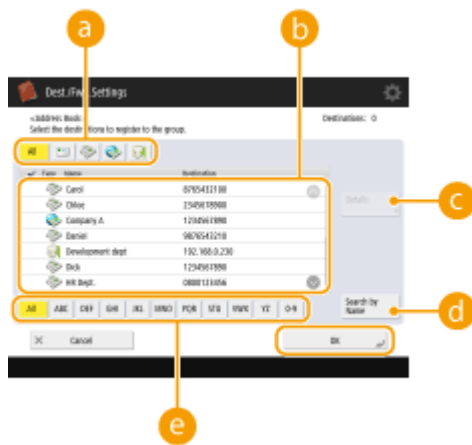 a
b
Dest./Fwd. Settings
<Address Book>
Destinations: 0
Select the destinations to register to the group.
All
Type Name Destination
Carol 8765432100
Chloe 2345678900
Details
c
Company A 1234567890
Daniel 9876543210
Development dept 192.168.0.230
Dick 1234567890
HR Dept. 0800123456
All ABC DEF GHI JKL MNO PQR STU VWX YZ 0-9
Search by
Name
d
× Cancel
OK
e